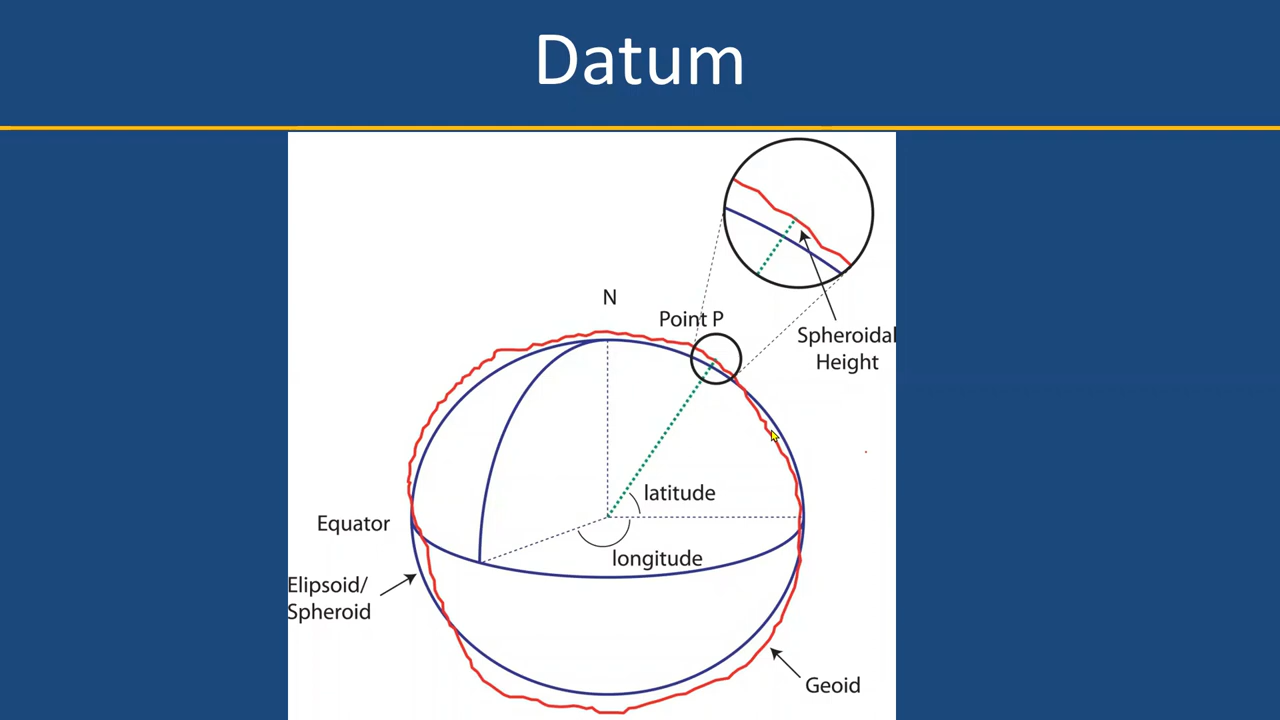 Datum
N
Point P
Spheroidal
Height
latitude
Equator
longitude
Elipsoid/
Spheroid
Geoid